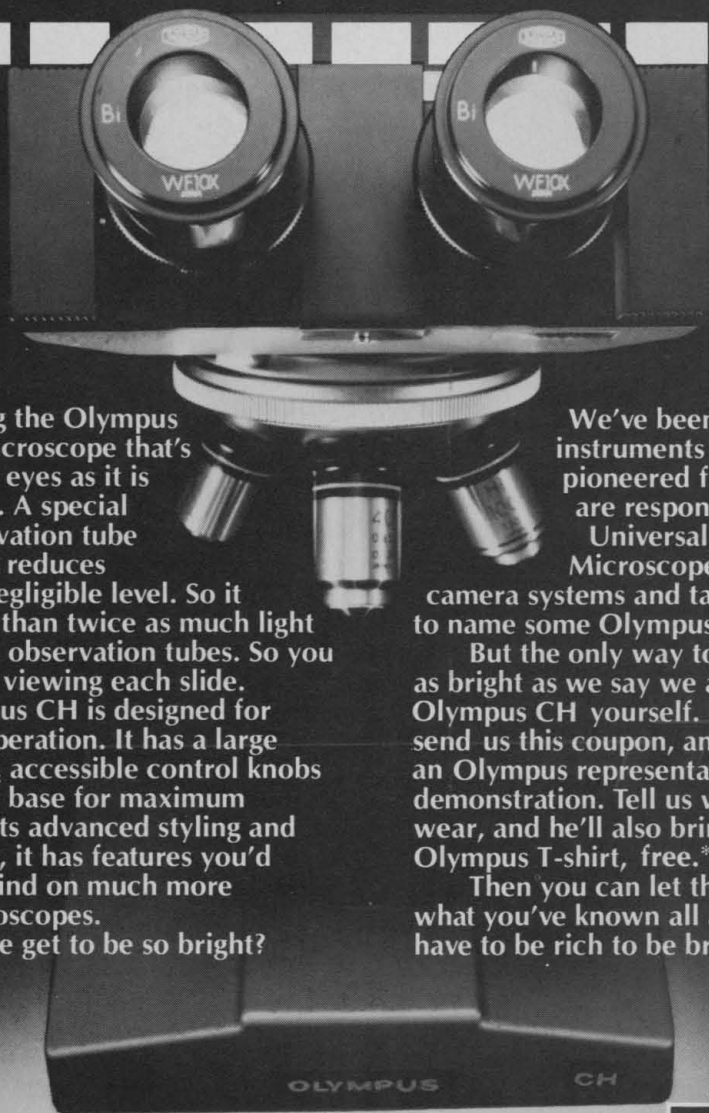 Bi
WF10X
Bi
WF10X
g the Olympus
croscope that's
eyes as it is
. A special
vation tube
reduces
egligible level. So it
than twice as much light
observation tubes. So you
viewing each slide.
us CH is designed for
peration. It has a large
, accessible control knobs
base for maximum
ts advanced styling and
, it has features you'd
ind on much more
oscopes.
e get to be so bright?
We've been
instruments
pioneered f
are respon
Universal
Microscope
camera systems and ta
to name some Olympus
But the only way to
as bright as we say we a
Olympus CH yourself.
send us this coupon, an
an Olympus representa
demonstration. Tell us w
wear, and he'll also brin
Olympus T-shirt, free.*
Then you can let th
what you've known all
have to be rich to be br
OLYMPUS
CH